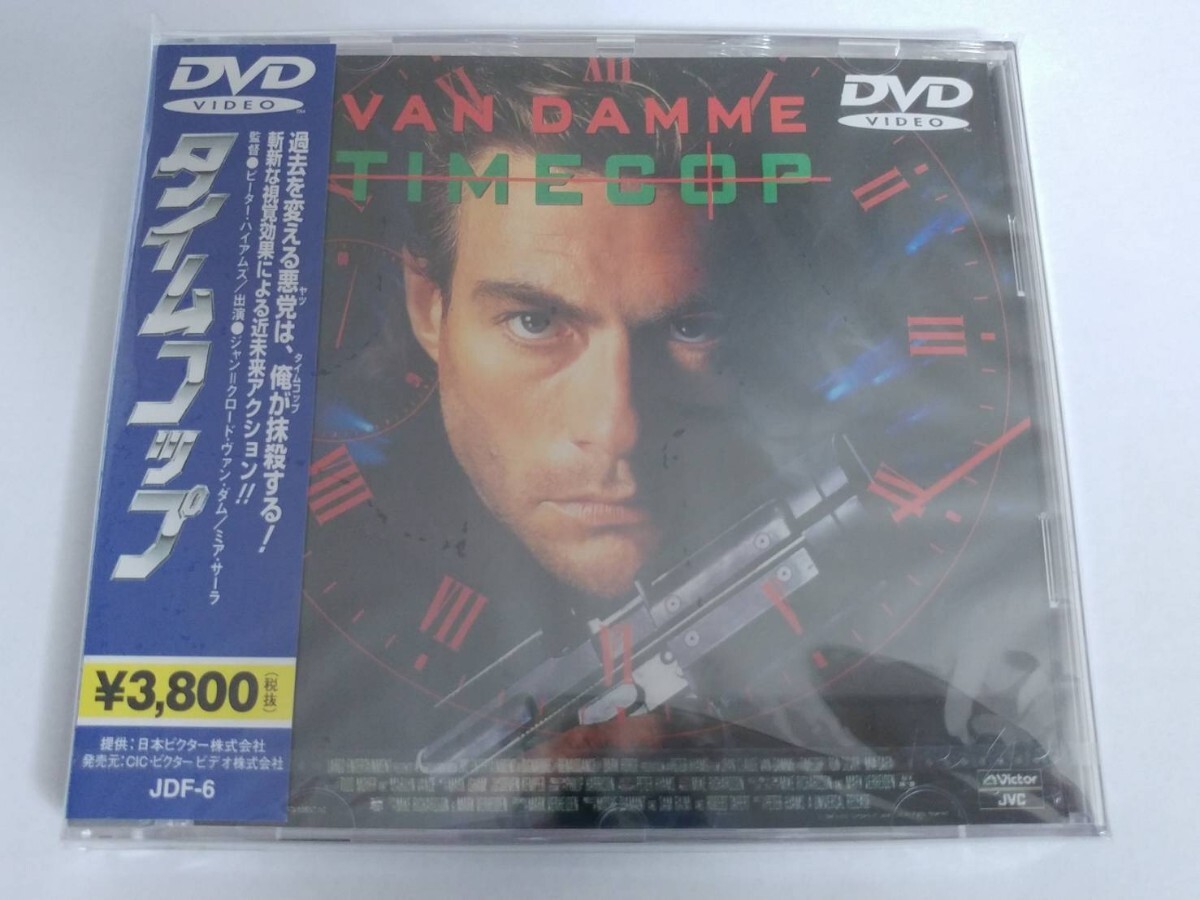 DVD
VIDEO
タイムコップ
過去を変える悪党は、俺が抹殺する!
ヤツ
タイムコップ
斬新な視覚効果による近未来アクション!!
監督●ピーター・ハイアムズ/出演●ジャン=クロード・ヴァン・ダム/ミア・サーラ
¥3,800(税抜)
提供:日本ビクター株式会社
発売元:CIC・ビクター ビデオ株式会社
JDF-6
VAN DAMME
TIMECOP
DVD
VIDEO
Victor
JVC